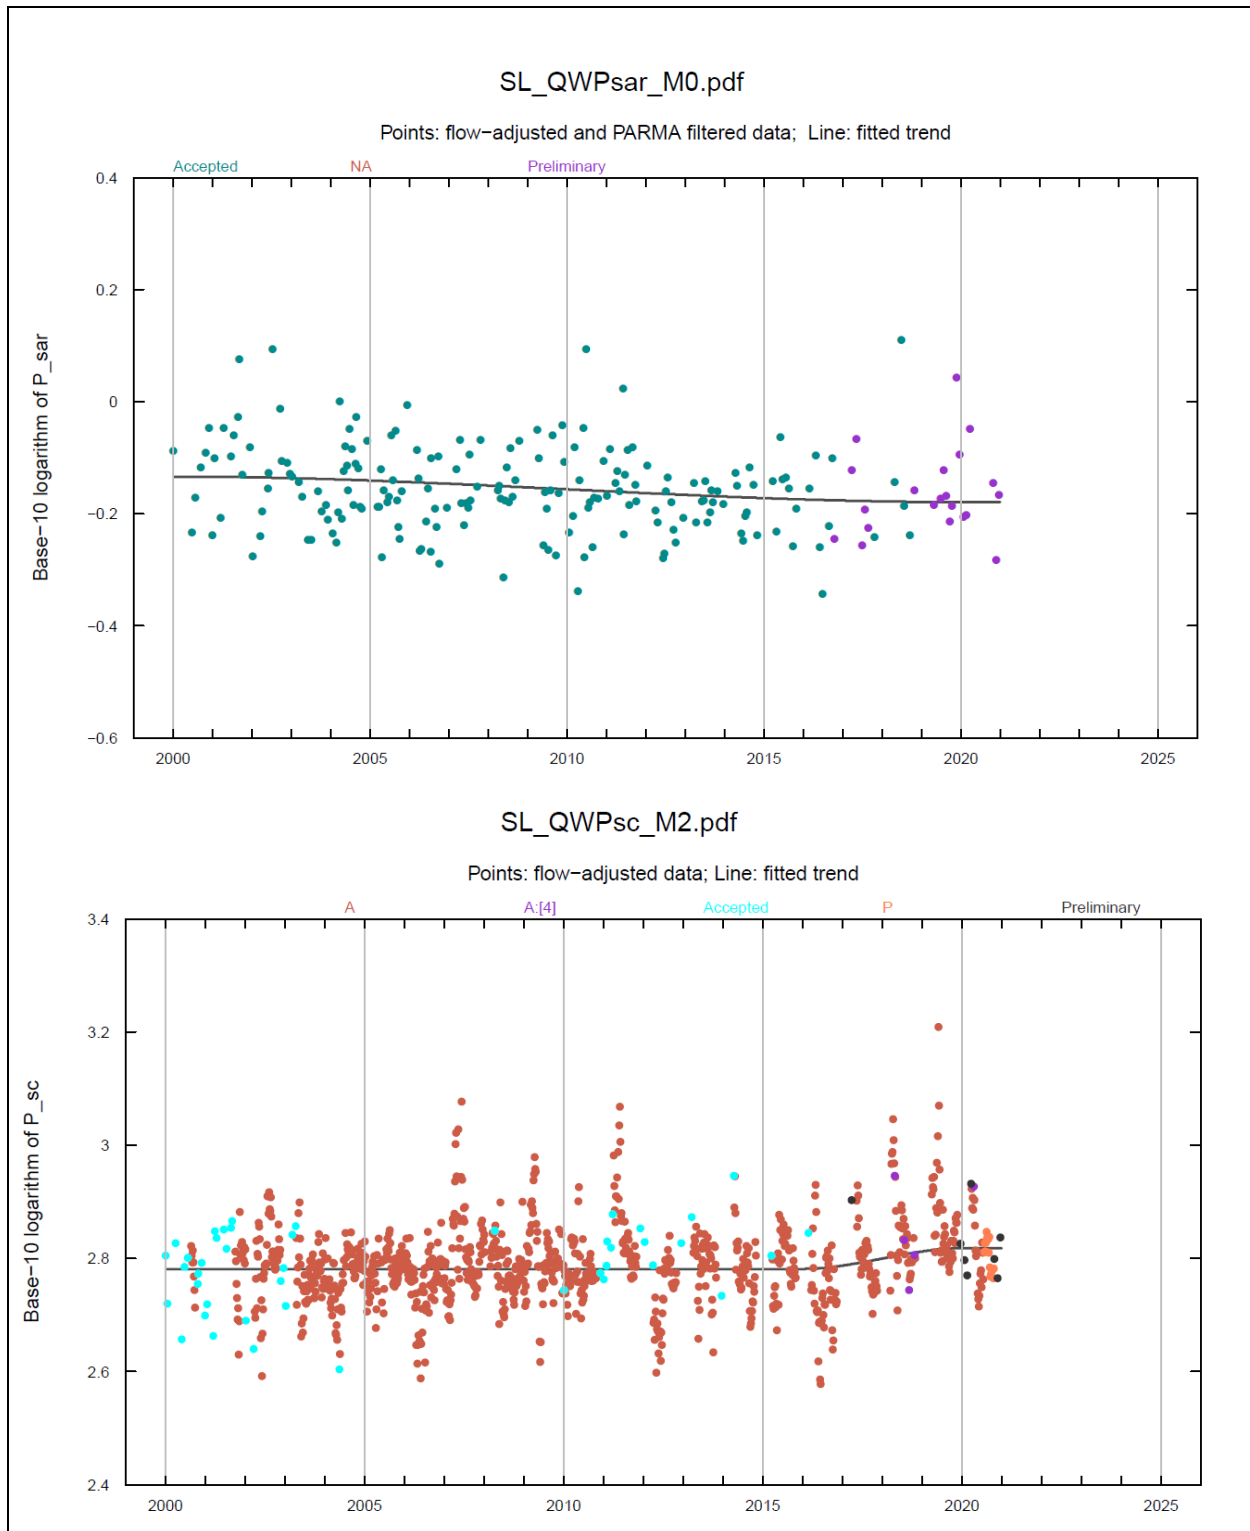 SL_QWPsar_M0.pdf
Points: flow−adjusted and PARMA filtered data; Line: fitted trend
Accepted NA Preliminary
Base−10 logarithm of P_sar
0.4
0.2
0
−0.2
−0.4
−0.6
2000 2005 2010 2015 2020 2025
SL_QWPsc_M2.pdf
Points: flow−adjusted data; Line: fitted trend
A A:[4] Accepted P Preliminary
Base−10 logarithm of P_sc
3.4
3.2
3
2.8
2.6
2.4
2000 2005 2010 2015 2020 2025